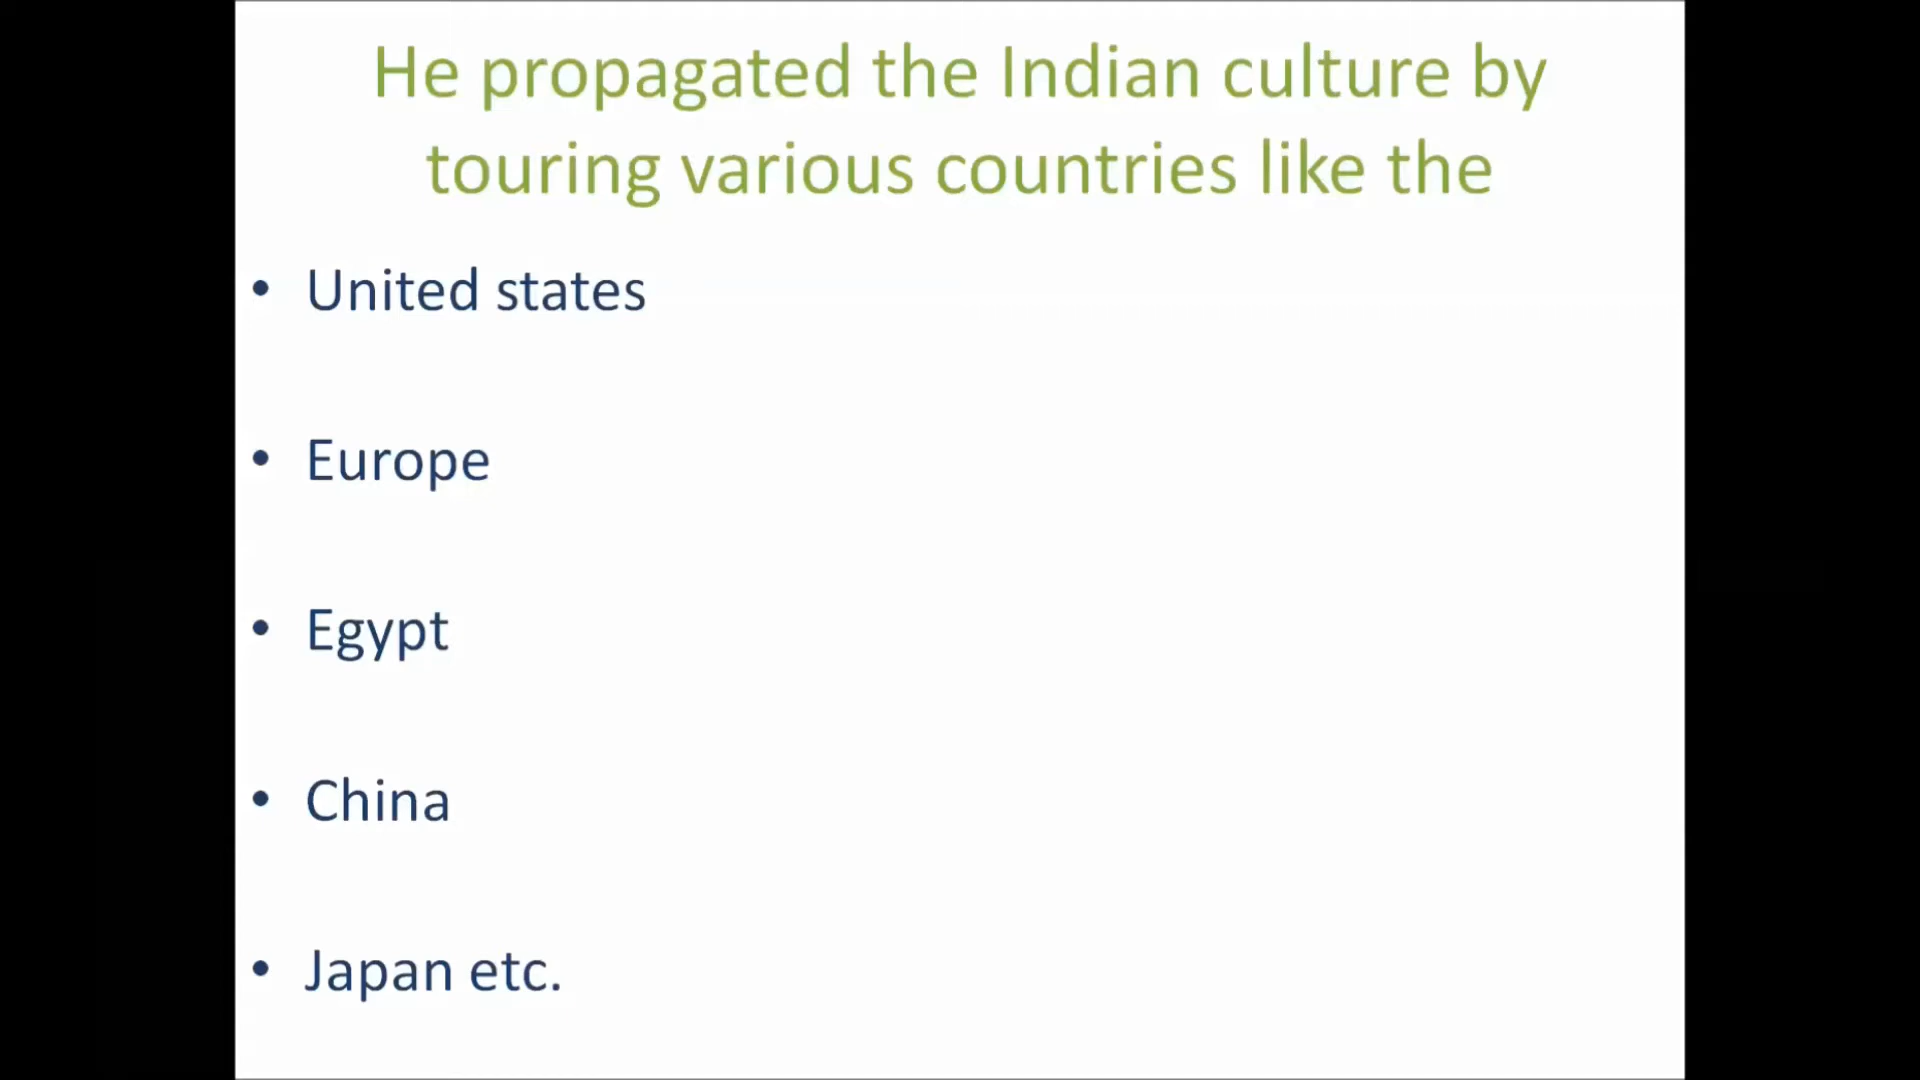 He propagated the Indian culture by
touring various countries like the
• United states
• Europe
• Egypt
• China
• Japan etc.